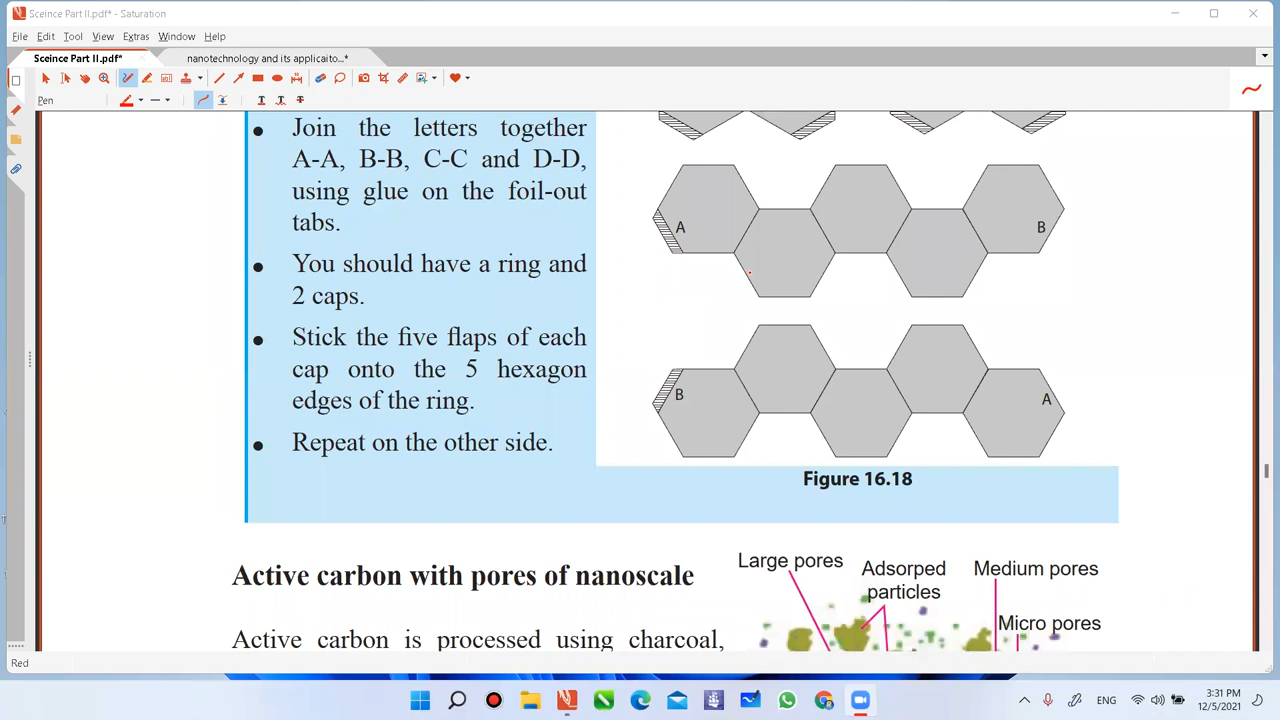 Sceince Part II.pdf* - Saturation
File Edit Tool View Extras Window Help
Sceince Part II.pdf*
nanotechnology and its applicaito...*
Pen
• Join the letters together
A-A, B-B, C-C and D-D,
using glue on the foil-out
tabs.
• You should have a ring and
2 caps.
• Stick the five flaps of each
cap onto the 5 hexagon
edges of the ring.
• Repeat on the other side.
A
B
B
A
Figure 16.18
Active carbon with pores of nanoscale
Active carbon is processed using charcoal,
Large pores
Adsorped
particles
Medium pores
Micro pores
Red
ENG
3:31 PM
12/5/2021